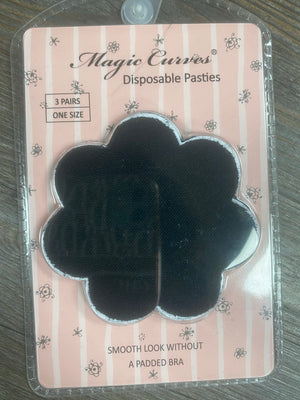 Magic Curves®
Disposable Pasties
3 PAIRS
ONE SIZE
SMOOTH LOOK WITHOUT
A PADDED BRA